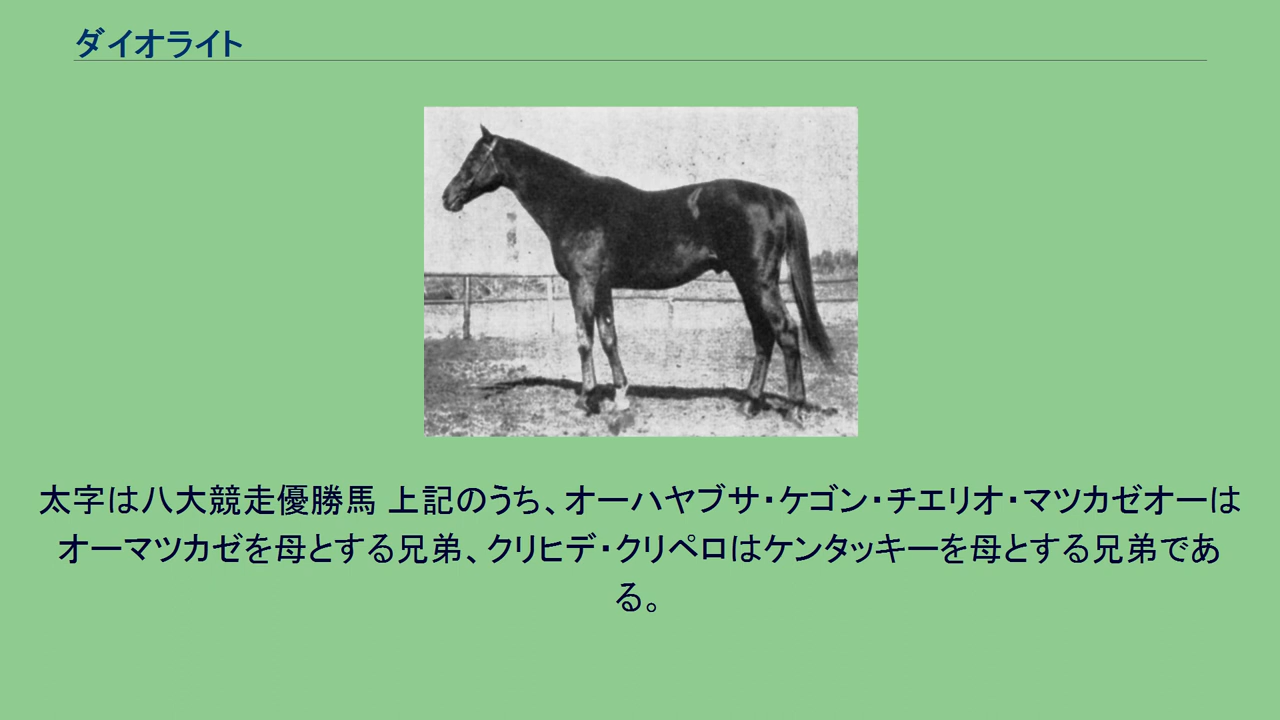 ダイオライト
太字は八大競走優勝馬 上記のうち、オーハヤブサ・ケゴン・チエリオ・マツカゼオーは
オーマツカゼを母とする兄弟、クリヒデ・クリペロはケンタッキーを母とする兄弟であ
る。